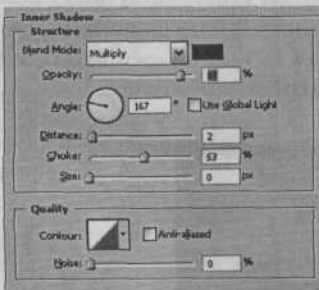 Inner Shadow
Structure
Blend Mode: Multiply
Opacity: %
Angle: 167 ° Use Global Light
Distance: 2 px
Choke: 53 %
Size: 0 px
Quality
Contour: Anti-aliased
Noise: 0 %